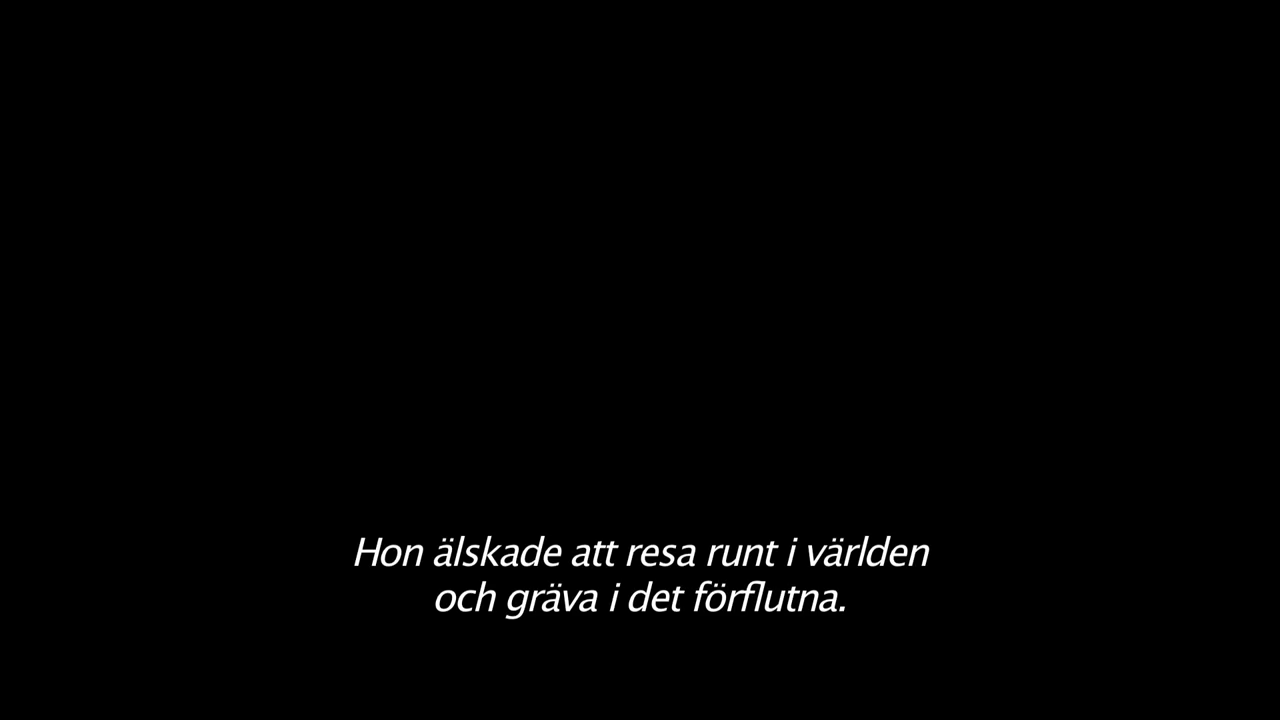 Hon älskade att resa runt i världen
och gräva i det förflutna.